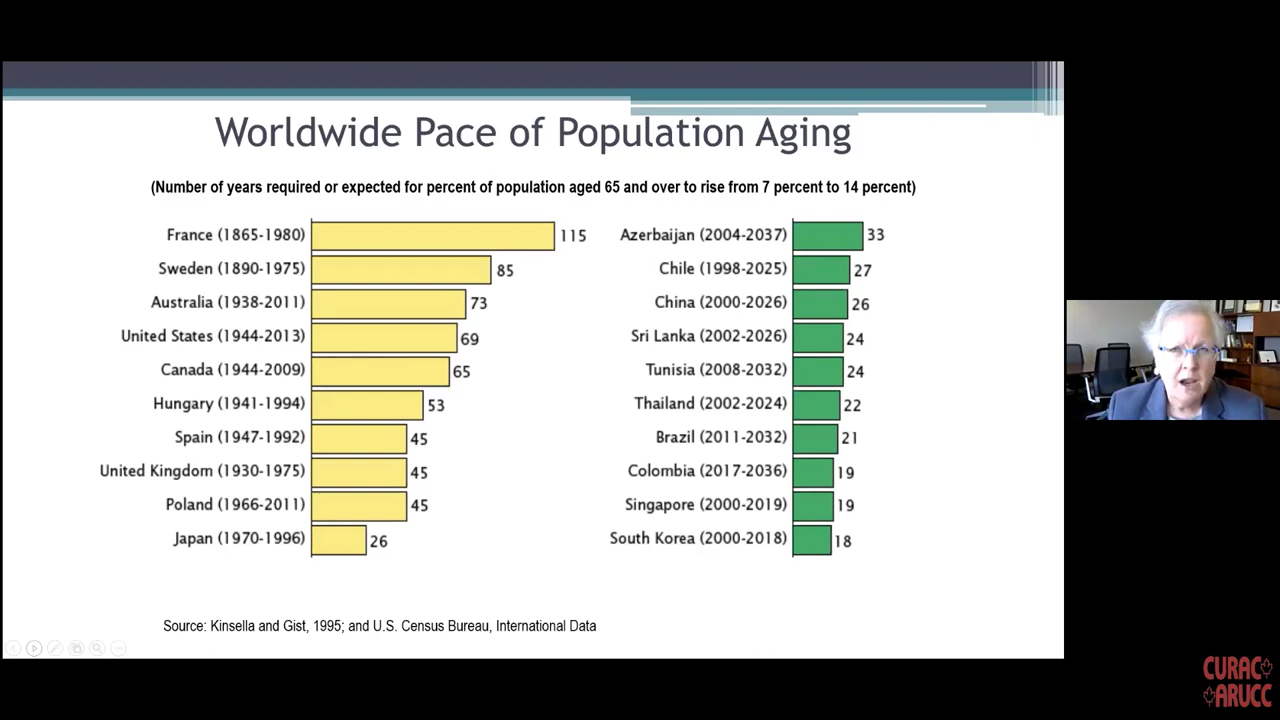 Worldwide Pace of Population Aging
(Number of years required or expected for percent of population aged 65 and over to rise from 7 percent to 14 percent)
France (1865-1980) 115
Sweden (1890-1975) 85
Australia (1938-2011) 73
United States (1944-2013) 69
Canada (1944-2009) 65
Hungary (1941-1994) 53
Spain (1947-1992) 45
United Kingdom (1930-1975) 45
Poland (1966-2011) 45
Japan (1970-1996) 26
Azerbaijan (2004-2037) 33
Chile (1998-2025) 27
China (2000-2026) 26
Sri Lanka (2002-2026) 24
Tunisia (2008-2032) 24
Thailand (2002-2024) 22
Brazil (2011-2032) 21
Colombia (2017-2036) 19
Singapore (2000-2019) 19
South Korea (2000-2018) 18
Source: Kinsella and Gist, 1995; and U.S. Census Bureau, International Data
CURAC
ARUCC